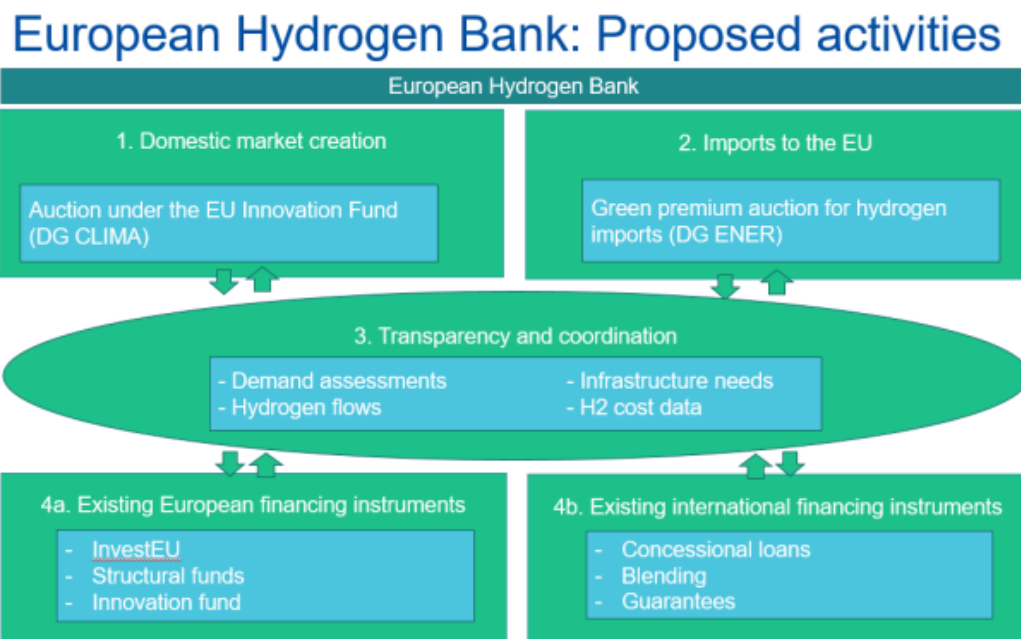 European Hydrogen Bank: Proposed activities
European Hydrogen Bank
1. Domestic market creation
Auction under the EU Innovation Fund
(DG CLIMA)
2. Imports to the EU
Green premium auction for hydrogen
imports (DG ENER)
3. Transparency and coordination
- Demand assessments
- Hydrogen flows
- Infrastructure needs
- H2 cost data
4a. Existing European financing instruments
- InvestEU
- Structural funds
- Innovation fund
4b. Existing international financing instruments
- Concessional loans
- Blending
- Guarantees